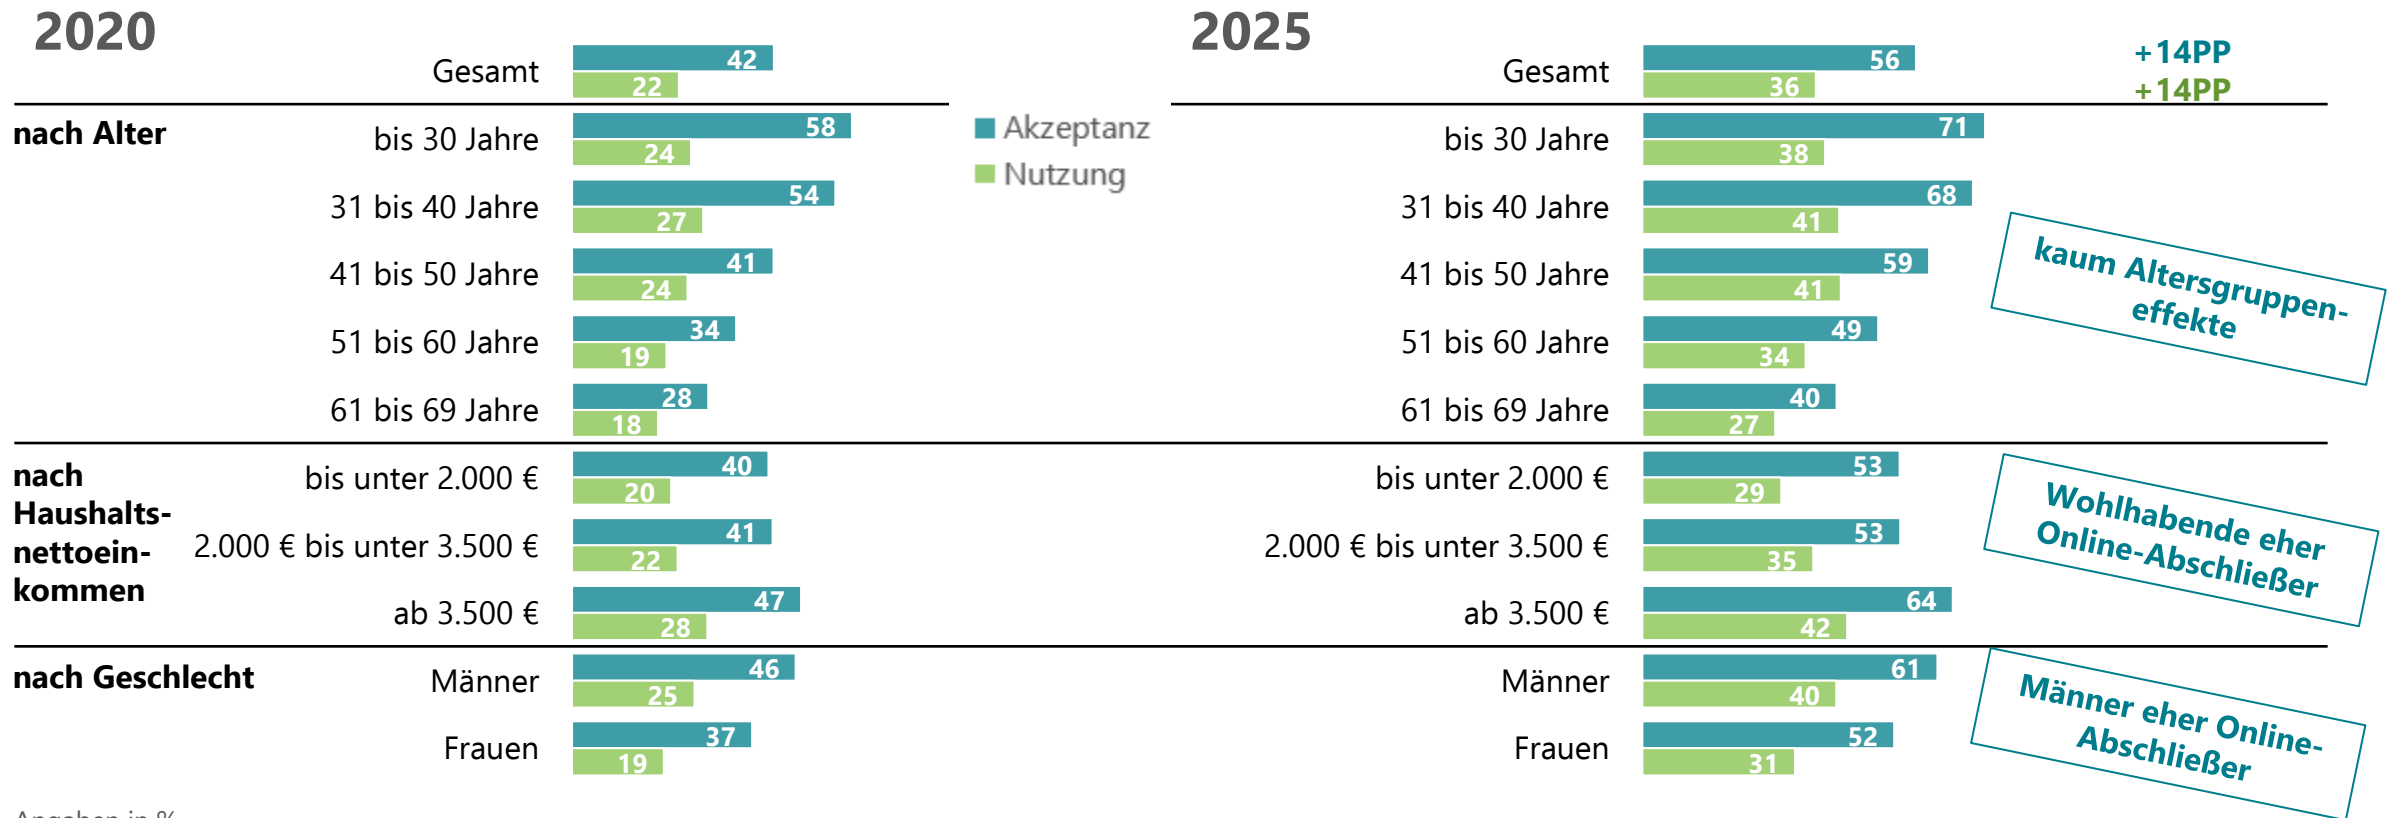 2020
Gesamt
42
22
nach Alter
bis 30 Jahre
58
24
31 bis 40 Jahre
54
27
41 bis 50 Jahre
41
24
51 bis 60 Jahre
34
19
61 bis 69 Jahre
28
18
nach
Haushalts-
nettoein-
kommen
bis unter 2.000 €
40
20
2.000 € bis unter 3.500 €
41
22
ab 3.500 €
47
28
nach Geschlecht
Männer
46
25
Frauen
37
19
Akzeptanz
Nutzung
2025
Gesamt
56
36
+14PP
+14PP
bis 30 Jahre
71
38
31 bis 40 Jahre
68
41
41 bis 50 Jahre
59
41
51 bis 60 Jahre
49
34
61 bis 69 Jahre
40
27
kaum Altersgruppen-
effekte
bis unter 2.000 €
53
29
2.000 € bis unter 3.500 €
53
35
ab 3.500 €
64
42
Wohlhabende eher
Online-Abschließer
Männer
61
40
Frauen
52
31
Männer eher Online-
Abschließer
Angaben in %